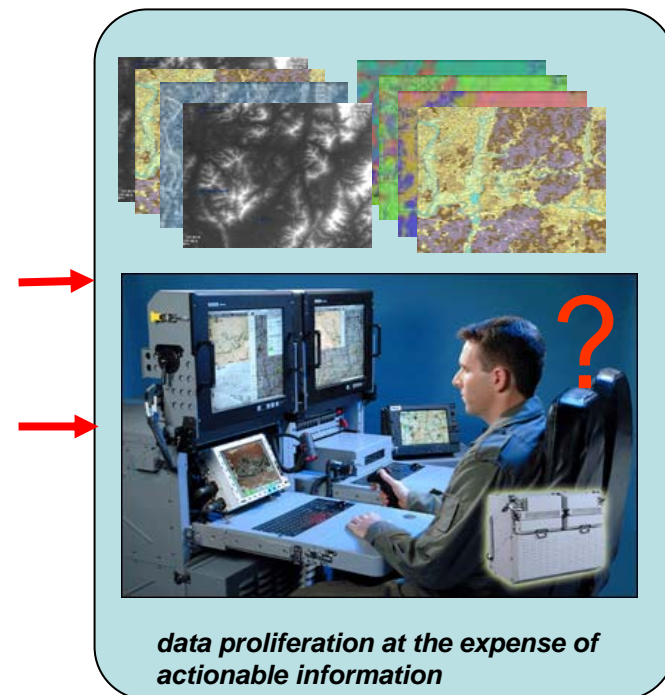 ?
data proliferation at the expense of
actionable information